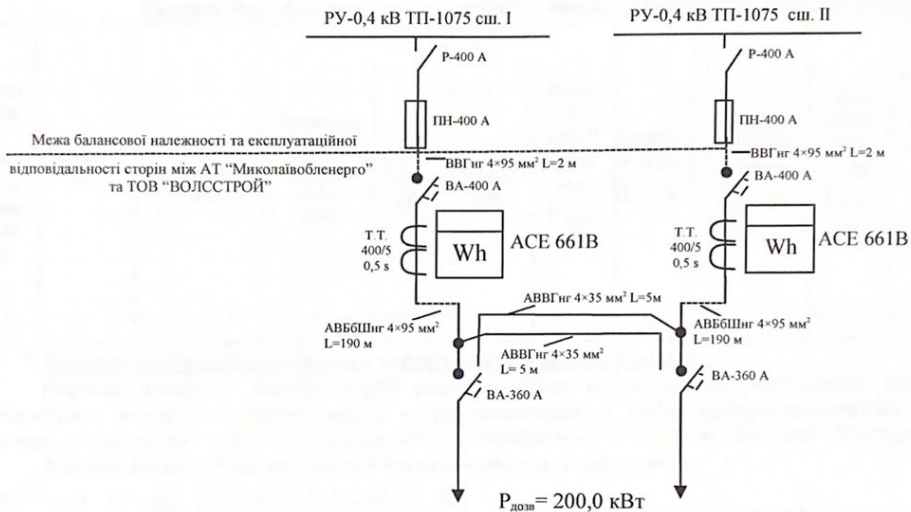 РУ-0,4 кВ ТП-1075 сш. I
РУ-0,4 кВ ТП-1075 сш. II
Р-400 А
Р-400 А
ПН-400 А
ПН-400 А
Межа балансової належності та експлуатаційної
відповідальності сторін між АТ “Миколаївобленерго”
та ТОВ “ВОЛССТРОЙ”
ВВГнг 4×95 мм² L=2 м
ВВГнг 4×95 мм² L=2 м
ВА-400 А
ВА-400 А
Т.Т.
400/5
0,5 s
Wh
ACE 661B
Т.Т.
400/5
0,5 s
Wh
ACE 661B
АВВГнг 4×35 мм² L=5м
АВБбШнг 4×95 мм²
L=190 м
АВБбШнг 4×95 мм²
L=190 м
АВВГнг 4×35 мм²
L= 5 м
ВА-360 А
ВА-360 А
Рдозв= 200,0 кВт